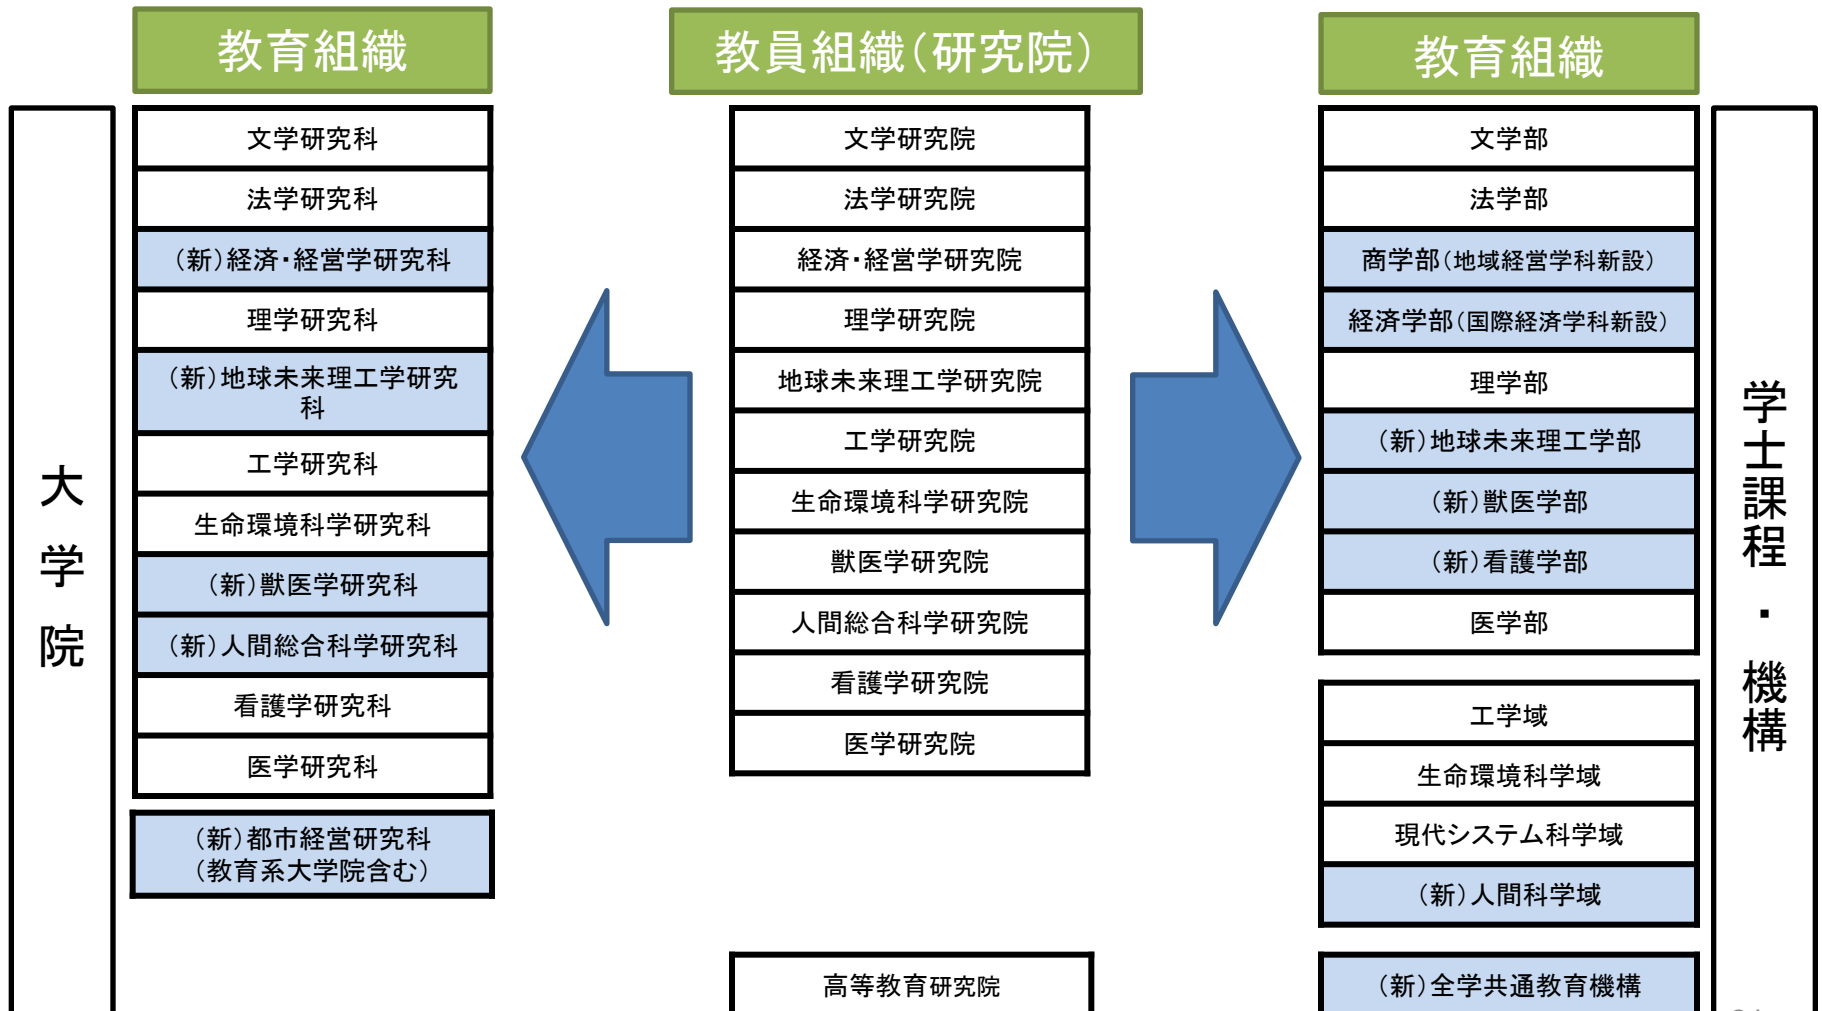 教育組織
教員組織（研究院）
教育組織
大学院
文学研究科
法学研究科
（新）経済・経営学研究科
理学研究科
（新）地球未来理工学研究
科
工学研究科
生命環境科学研究科
（新）獣医学研究科
（新）人間総合科学研究科
看護学研究科
医学研究科
（新）都市経営研究科
（教育系大学院含む）
文学研究院
法学研究院
経済・経営学研究院
理学研究院
地球未来理工学研究院
工学研究院
生命環境科学研究院
獣医学研究院
人間総合科学研究院
看護学研究院
医学研究院
高等教育研究院
文学部
法学部
商学部（地域経営学科新設）
経済学部（国際経済学科新設）
理学部
（新）地球未来理工学部
（新）獣医学部
（新）看護学部
医学部
工学域
生命環境科学域
現代システム科学域
（新）人間科学域
（新）全学共通教育機構
学士課程・機構